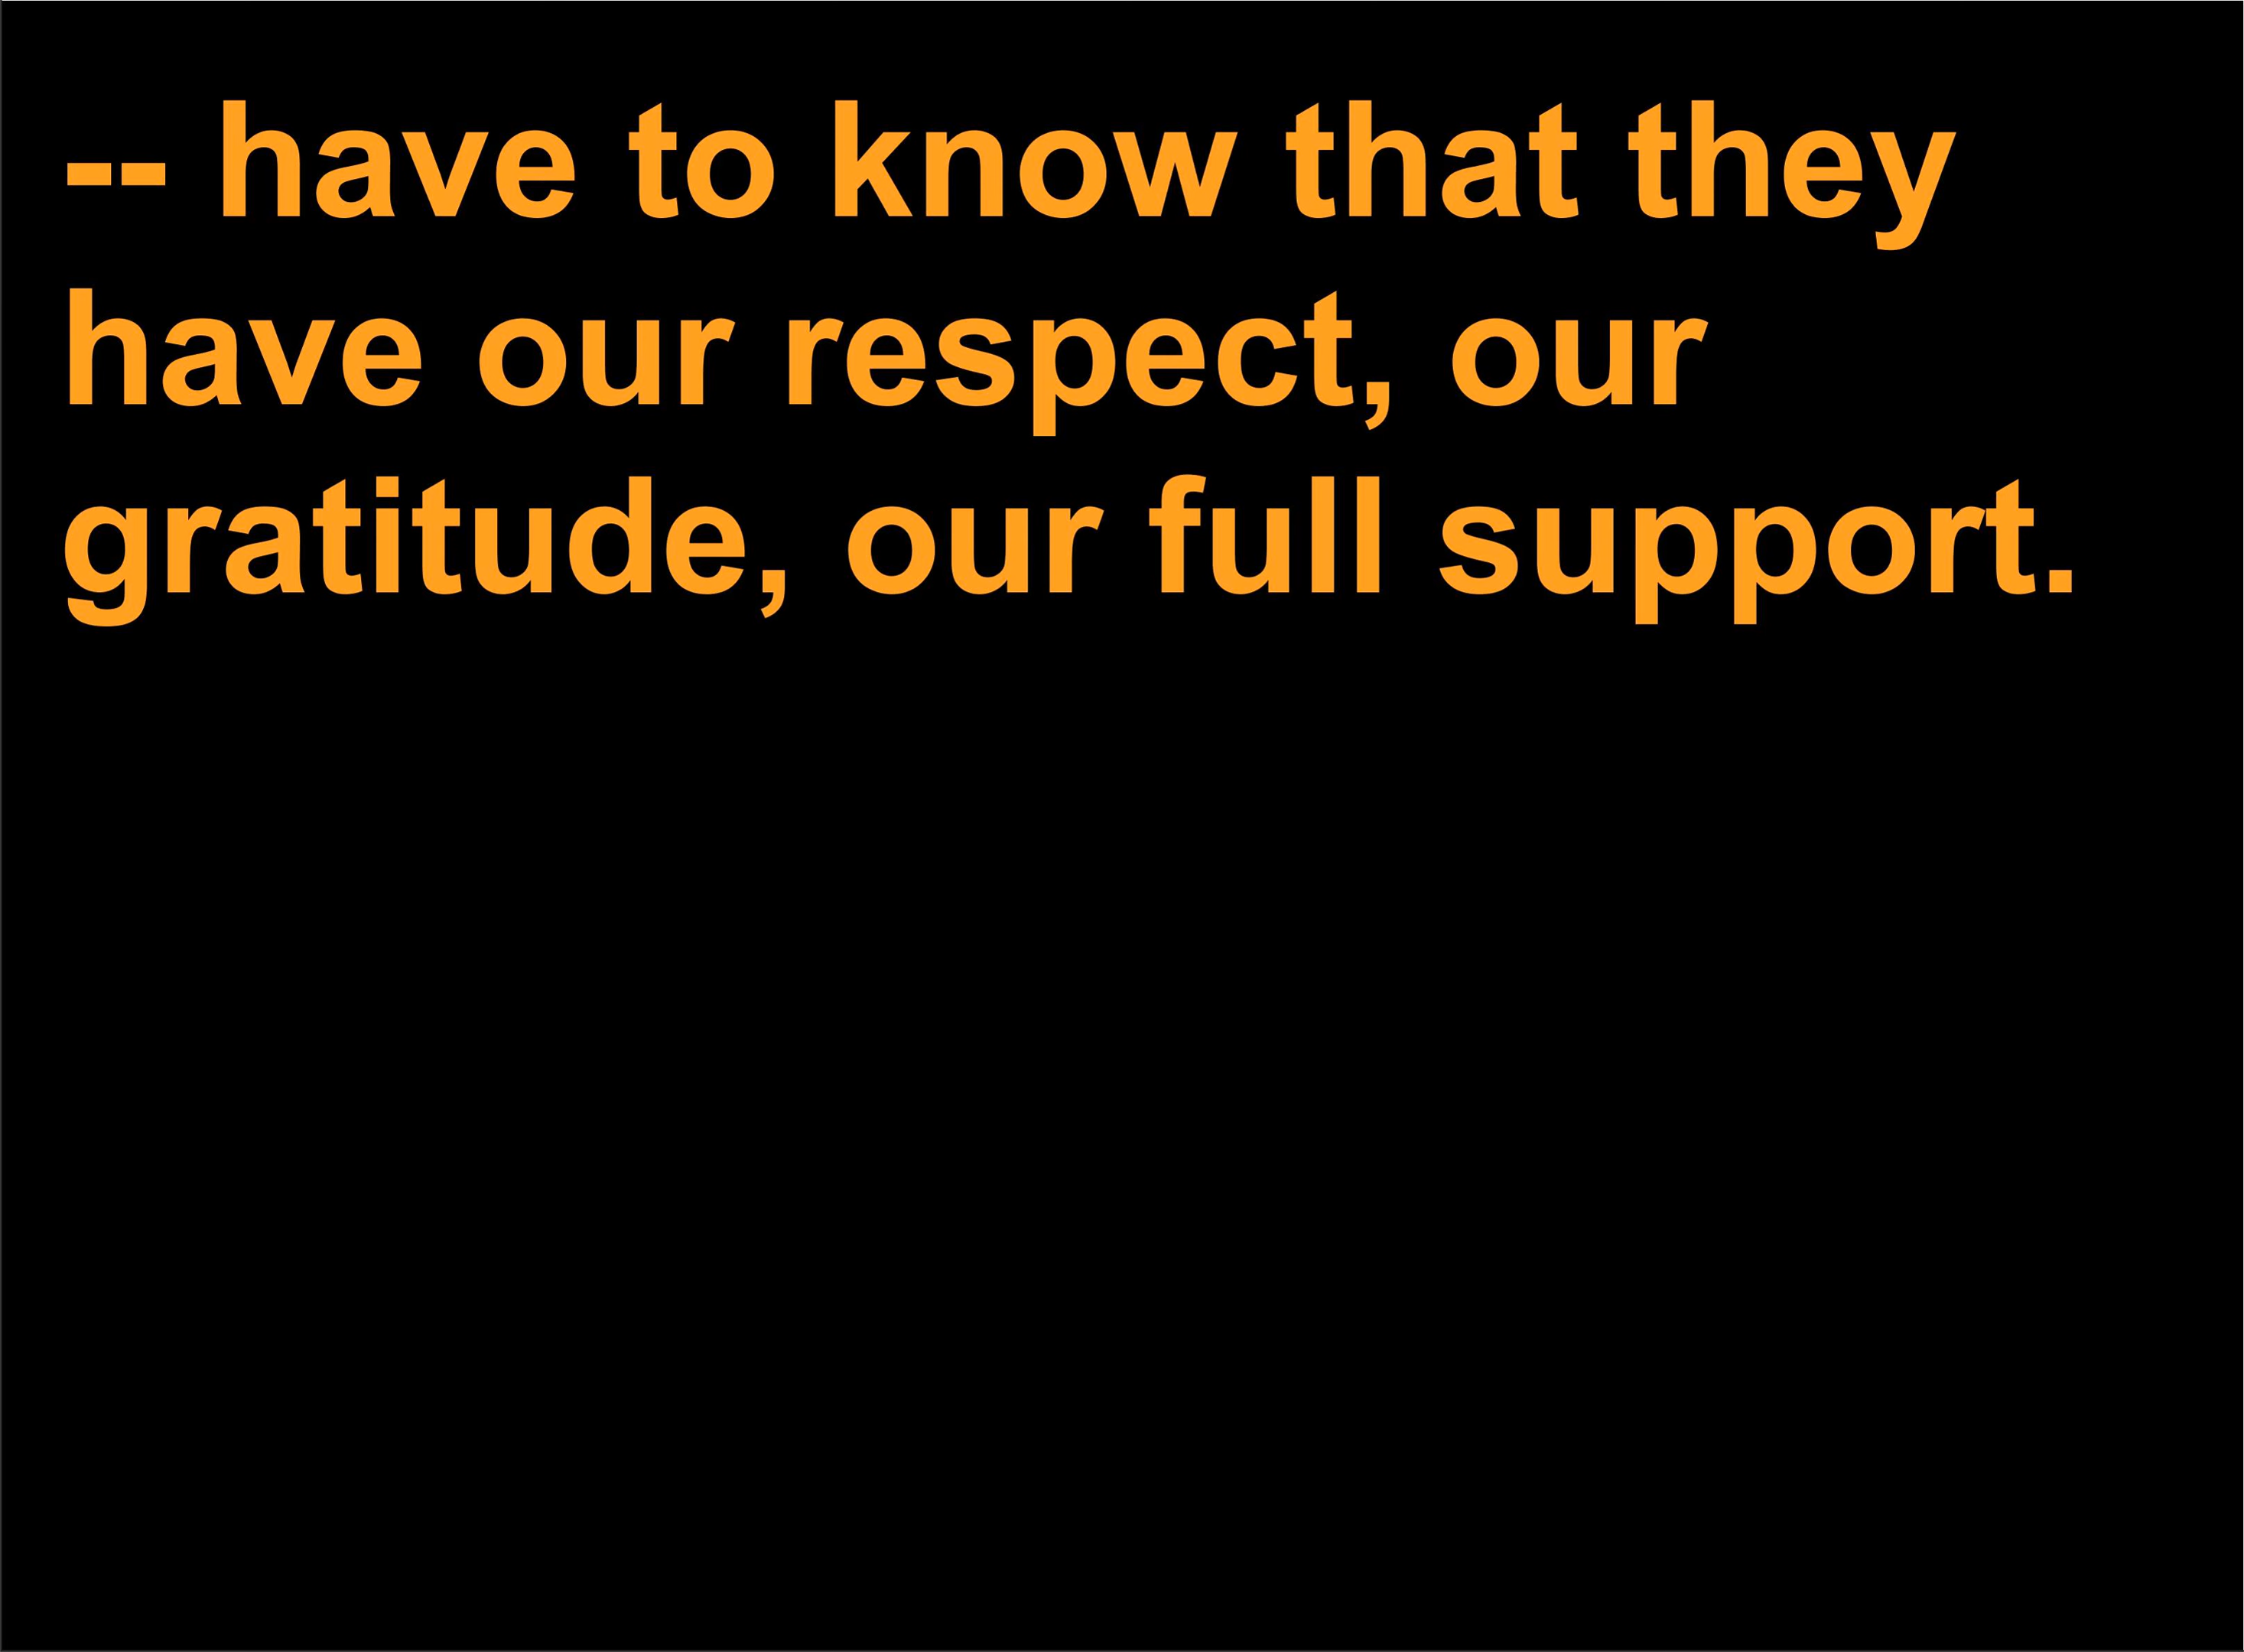 -- have to know that they
have our respect, our
gratitude, our full support.